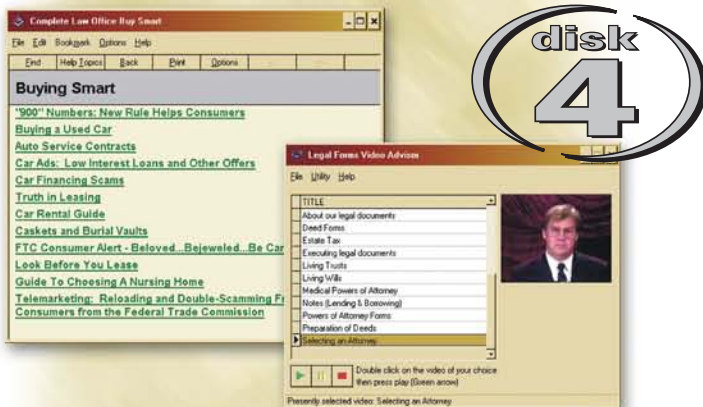 Complete Law Office Buy Smart
File Edit Bookmark Options Help
Find Help Topics Back Print Options
Buying Smart
"900" Numbers: New Rule Helps Consumers
Buying a Used Car
Auto Service Contracts
Car Ads: Low Interest Loans and Other Offers
Car Financing Scams
Truth in Leasing
Car Rental Guide
Caskets and Burial Vaults
FTC Consumer Alert - Beloved...Bejeweled...Be Car
Look Before You Lease
Guide To Choosing A Nursing Home
Telemarketing: Reloading and Double-Scamming
Consumers from the Federal Trade Commission
disk
4
Legal Forms Video Advisor
File Utility Help
TITLE
About our legal documents
Deed Forms
Estate Tax
Executing legal documents
Living Trusts
Living Wills
Medical Powers of Attorney
Notes (Lending & Borrowing)
Powers of Attorney Forms
Preparation of Deeds
Selecting an Attorney
Double click on the video of your choice
then press play (Green arrow)
Presently selected video: Selecting an Attorney